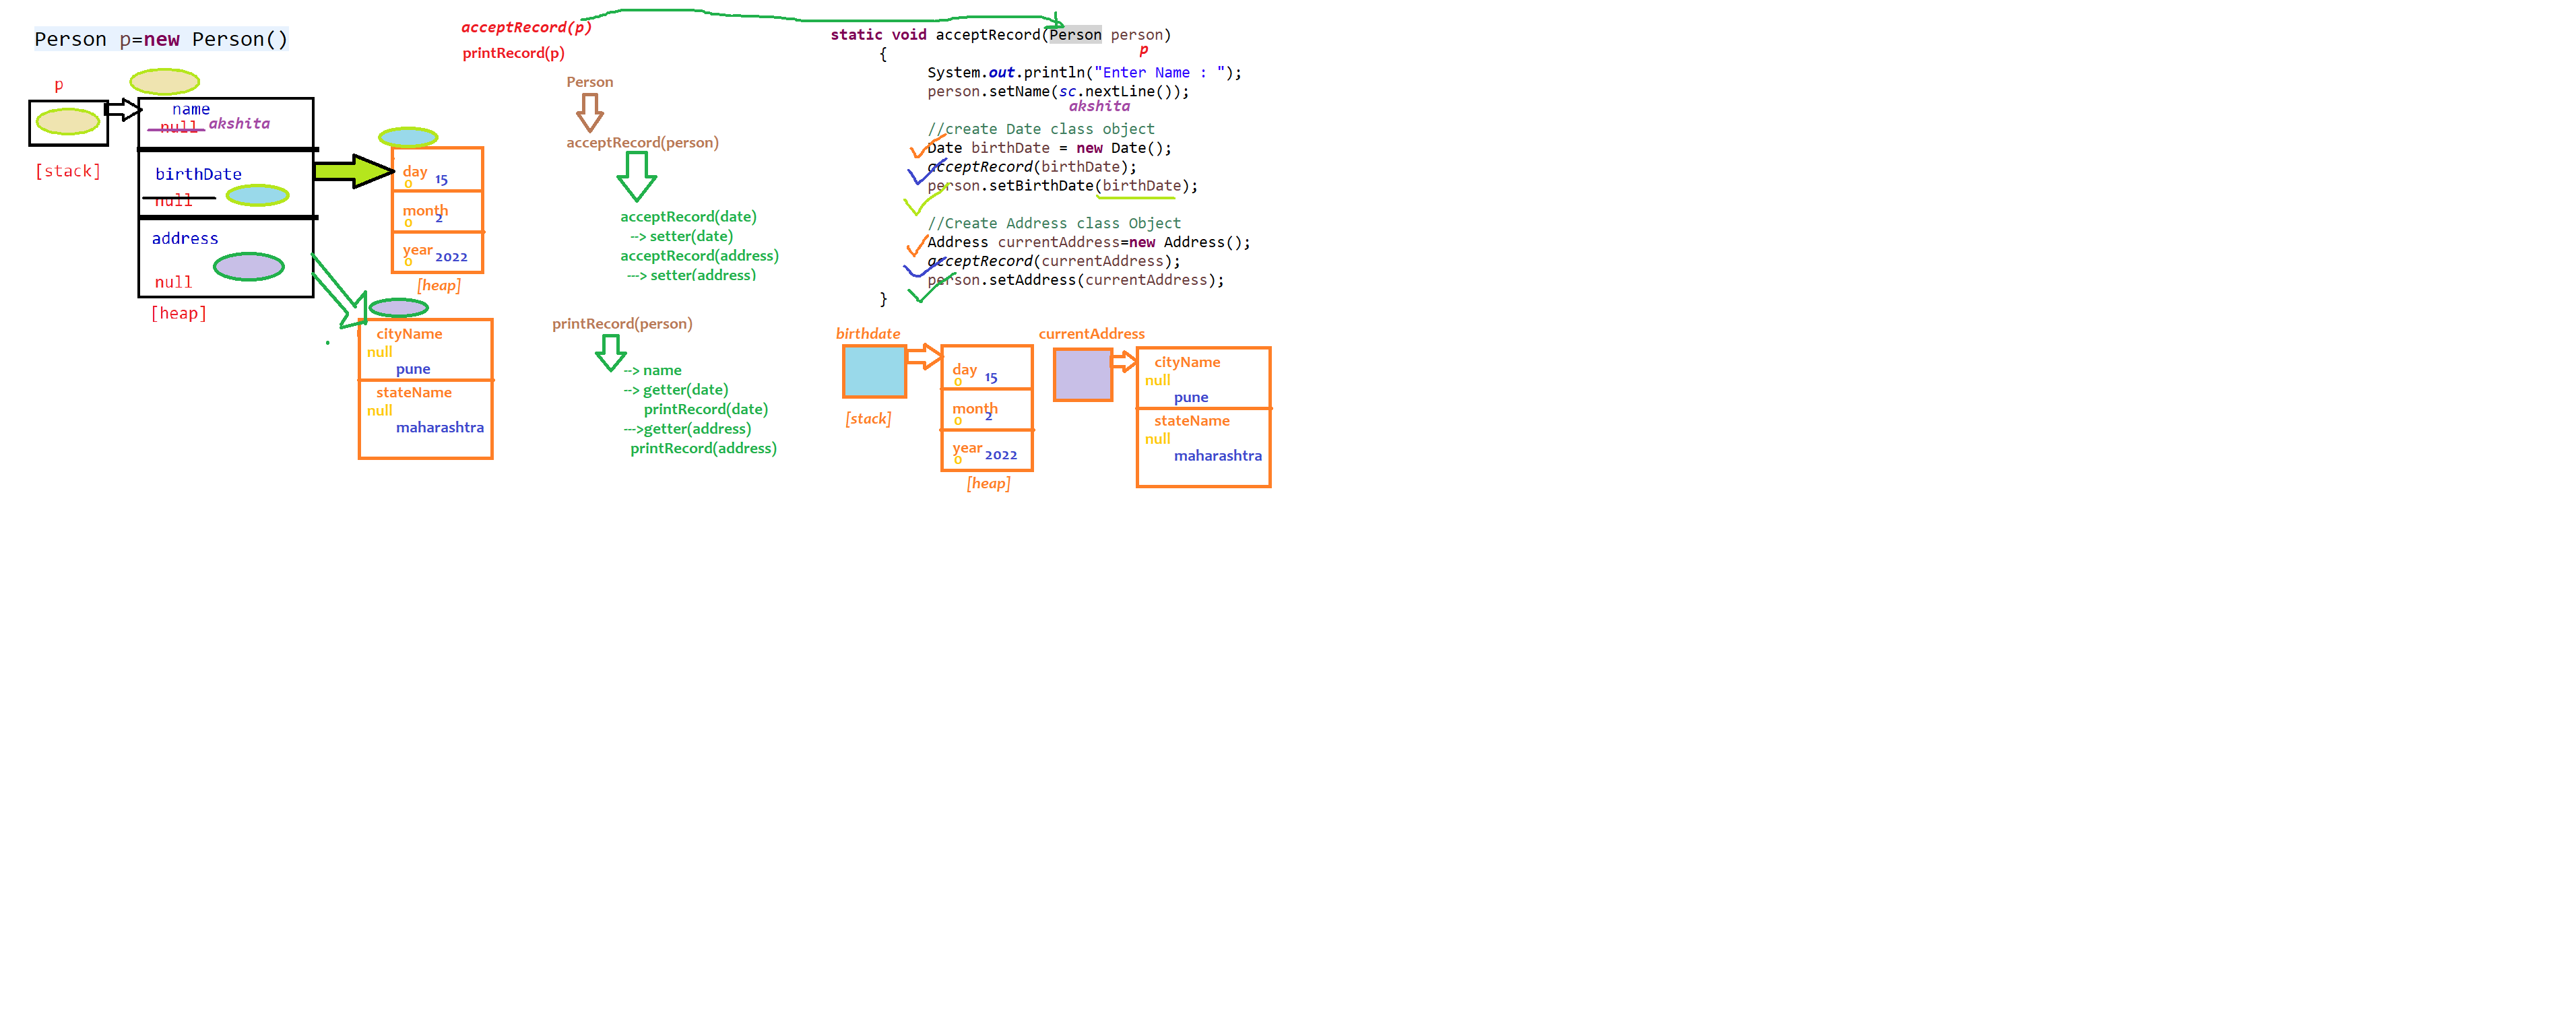 Person p=new Person()
p
[stack]
name
null akshita
birthDate
null
address
null
[heap]
day
0 15
month
0 2
year
0 2022
[heap]
cityName
null
pune
stateName
null
maharashtra
acceptRecord(p)
printRecord(p)
Person
acceptRecord(person)
acceptRecord(date)
--> setter(date)
acceptRecord(address)
---> setter(address)
printRecord(person)
--> name
--> getter(date)
printRecord(date)
--->getter(address)
printRecord(address)
static void acceptRecord(Person person)
p
{
System.out.println("Enter Name : ");
person.setName(sc.nextLine());
akshita
//create Date class object
Date birthDate = new Date();
acceptRecord(birthDate);
person.setBirthDate(birthDate);
//Create Address class Object
Address currentAddress=new Address();
acceptRecord(currentAddress);
person.setAddress(currentAddress);
}
birthdate
[stack]
day
0 15
month
0 2
year
0 2022
[heap]
currentAddress
cityName
null
pune
stateName
null
maharashtra